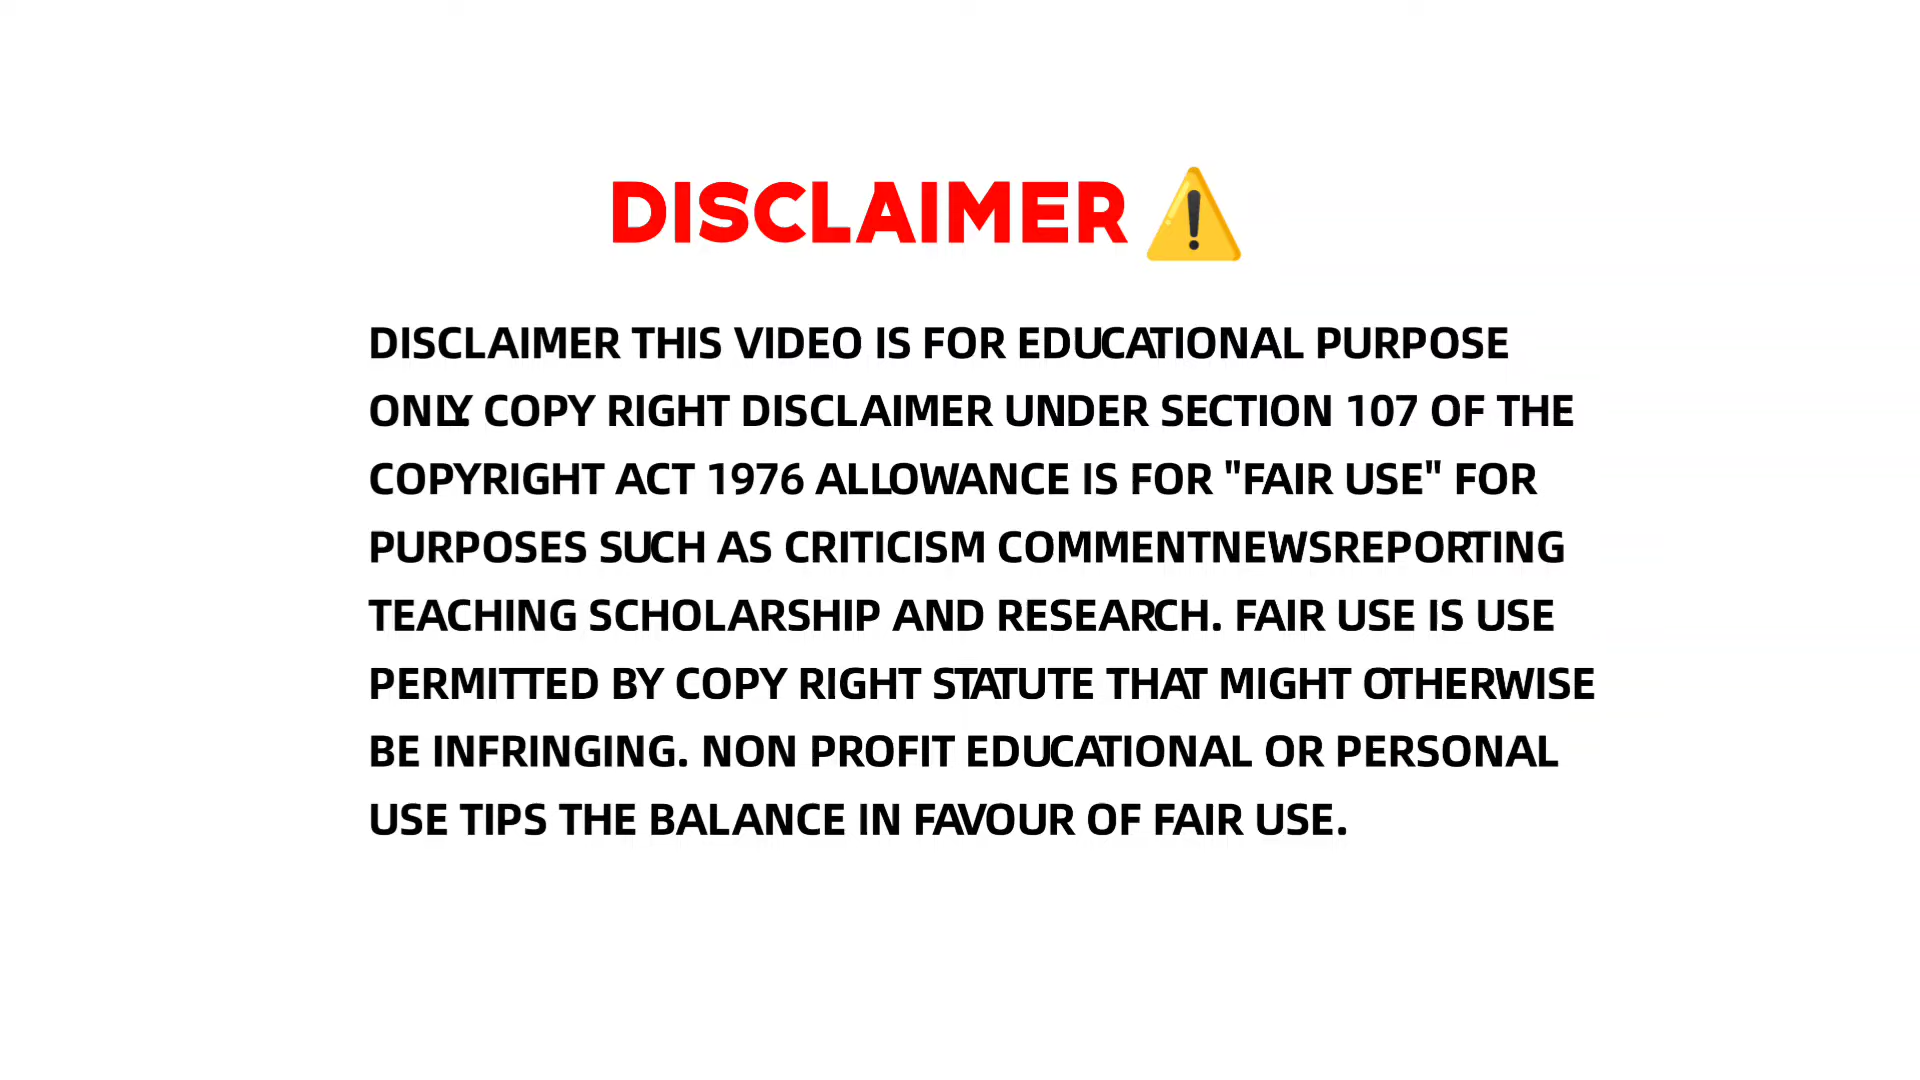 DISCLAIMER ⚠️
DISCLAIMER THIS VIDEO IS FOR EDUCATIONAL PURPOSE
ONLY. COPY RIGHT DISCLAIMER UNDER SECTION 107 OF THE
COPYRIGHT ACT 1976 ALLOWANCE IS FOR "FAIR USE" FOR
PURPOSES SUCH AS CRITICISM COMMENTNEWSREPORTING
TEACHING SCHOLARSHIP AND RESEARCH. FAIR USE IS USE
PERMITTED BY COPY RIGHT STATUTE THAT MIGHT OTHERWISE
BE INFRINGING. NON PROFIT EDUCATIONAL OR PERSONAL
USE TIPS THE BALANCE IN FAVOUR OF FAIR USE.